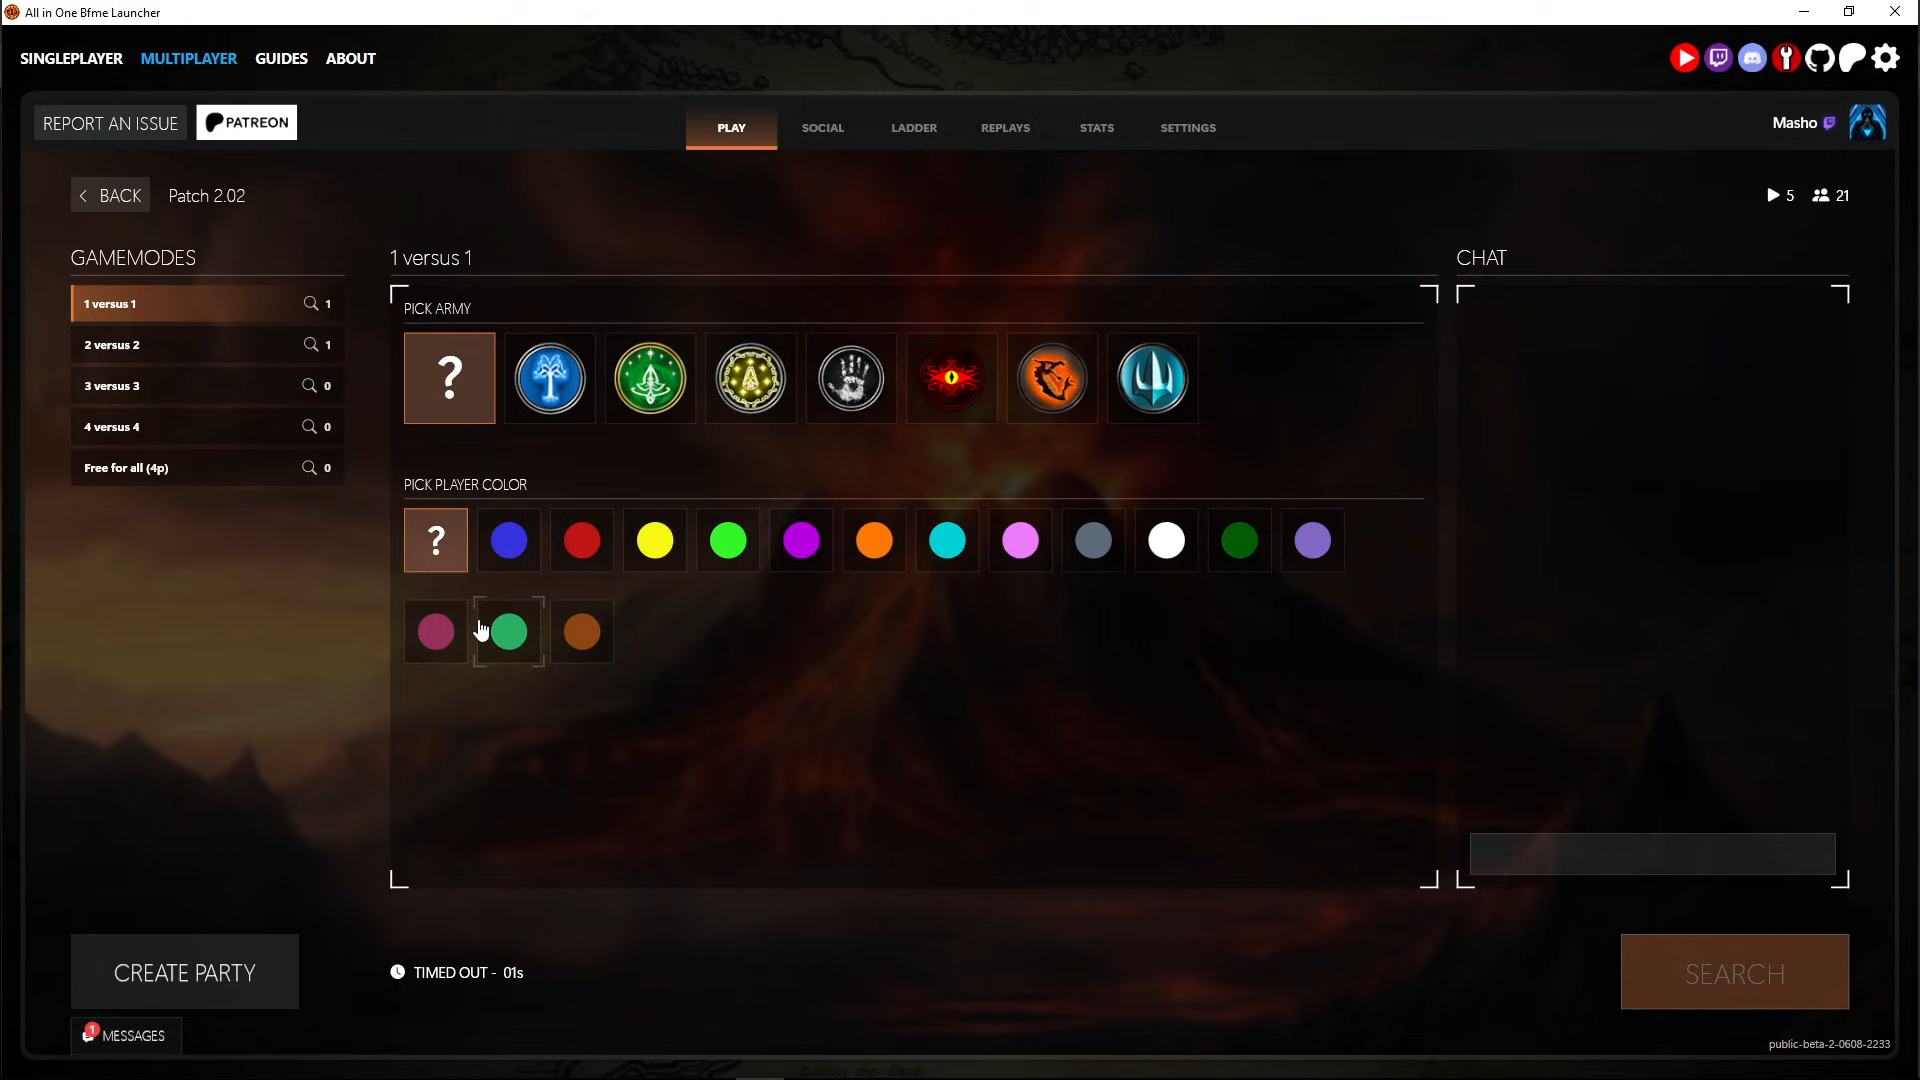 All in One Bfme Launcher
SINGLEPLAYER MULTIPLAYER GUIDES ABOUT
REPORT AN ISSUE PATREON PLAY SOCIAL LADDER REPLAYS STATS SETTINGS Masho
BACK Patch 2.02 5 21
GAMEMODES
1 versus 1 1
2 versus 2 1
3 versus 3 0
4 versus 4 0
Free for all (4p) 0
1 versus 1
PICK ARMY
?
PICK PLAYER COLOR
?
CHAT
CREATE PARTY
TIMED OUT - 01s
SEARCH
1 MESSAGES
public-beta-2-0608-2233